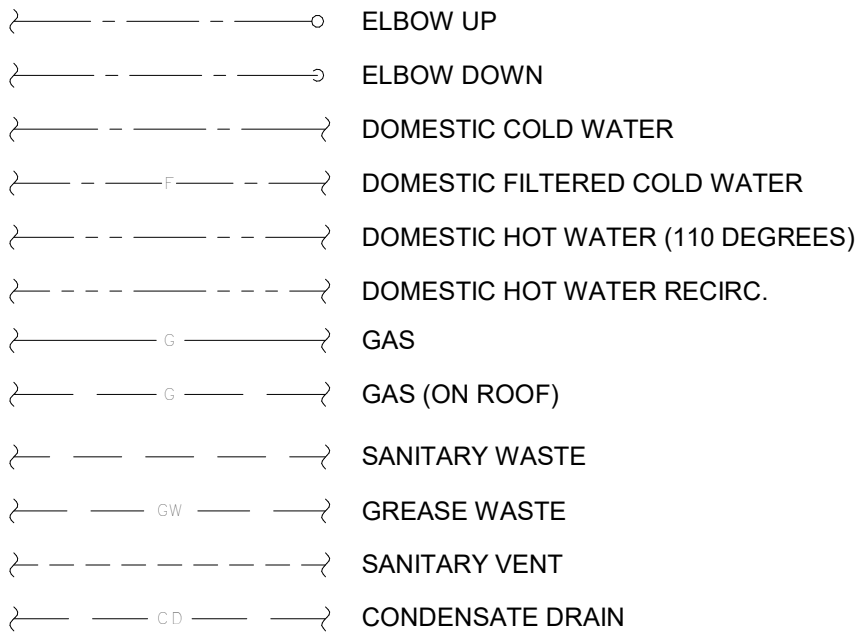 ELBOW UP
ELBOW DOWN
DOMESTIC COLD WATER
F DOMESTIC FILTERED COLD WATER
DOMESTIC HOT WATER (110 DEGREES)
DOMESTIC HOT WATER RECIRC.
G GAS
G GAS (ON ROOF)
SANITARY WASTE
GW GREASE WASTE
SANITARY VENT
CD CONDENSATE DRAIN